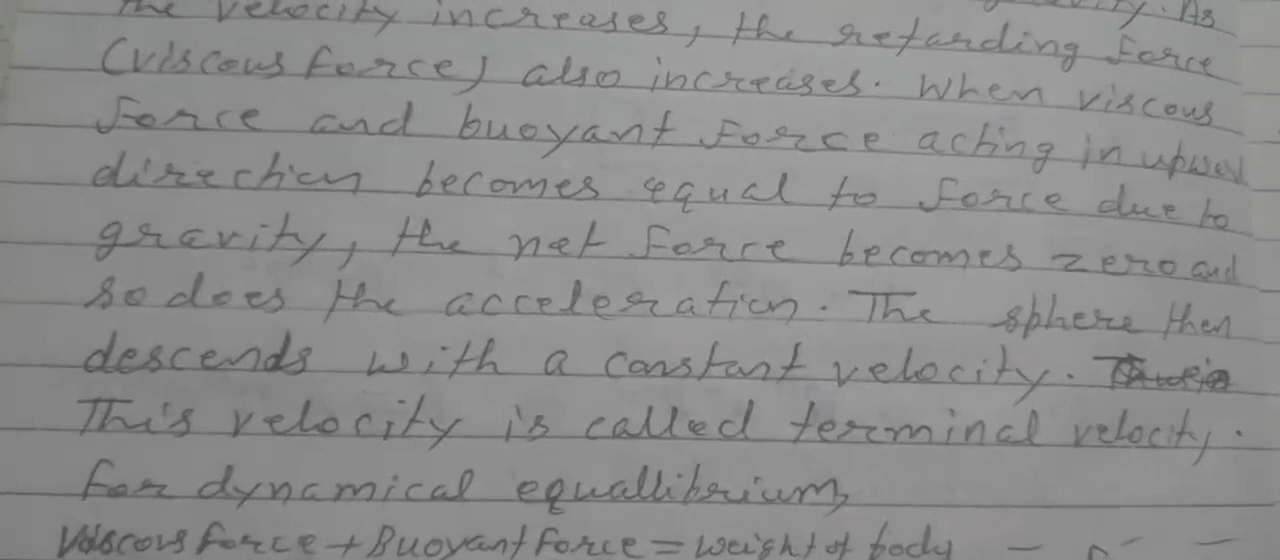 the velocity increases, the retarding force
(viscous force) also increases. When viscous
force and buoyant force acting in upward
direction becomes equal to force due to
gravity, the net force becomes zero and
so does the acceleration. The sphere then
descends with a constant velocity.
This velocity is called terminal velocity.
for dynamical equallibrium,
Viscous force + Buoyant force = weight of body